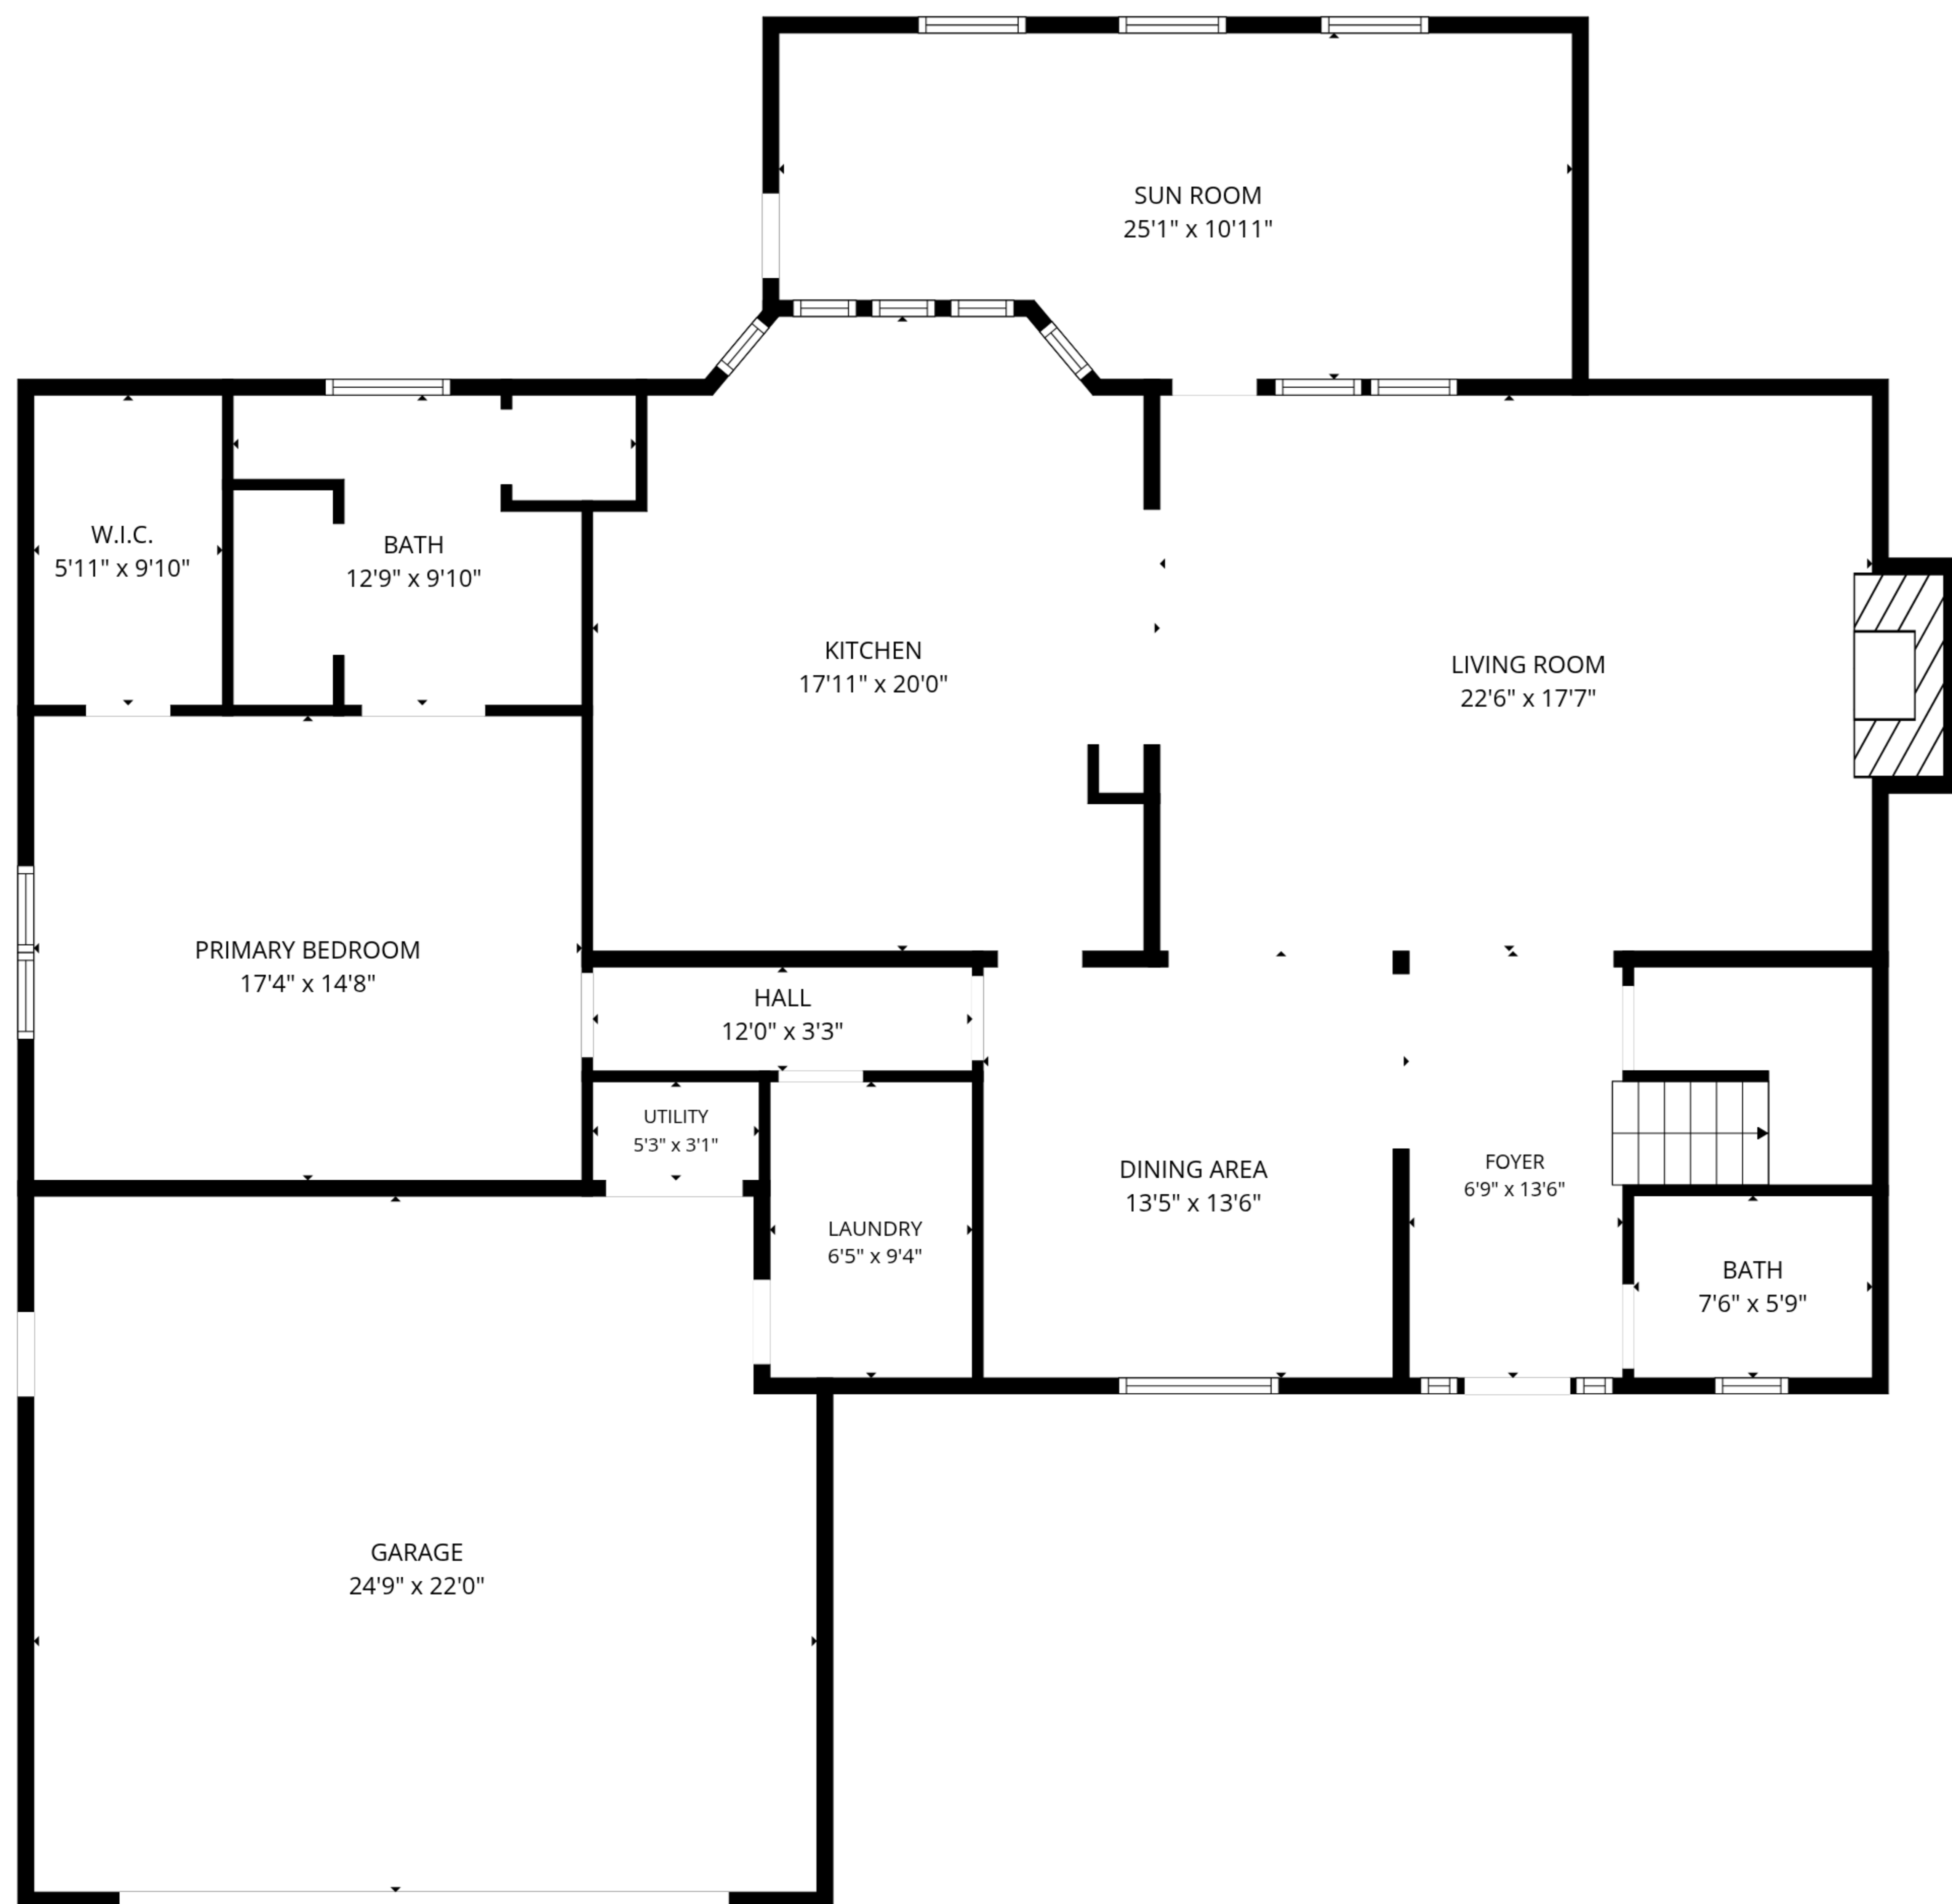 SUN ROOM
25'1" x 10'11"
W.I.C.
5'11" x 9'10"
BATH
12'9" x 9'10"
KITCHEN
17'11" x 20'0"
LIVING ROOM
22'6" x 17'7"
PRIMARY BEDROOM
17'4" x 14'8"
HALL
12'0" x 3'3"
UTILITY
5'3" x 3'1"
LAUNDRY
6'5" x 9'4"
DINING AREA
13'5" x 13'6"
FOYER
6'9" x 13'6"
BATH
7'6" x 5'9"
GARAGE
24'9" x 22'0"